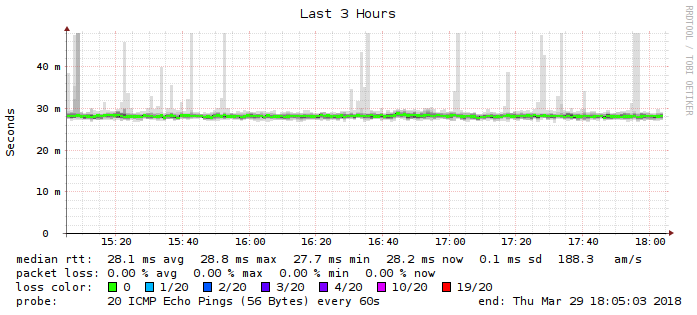 Last 3 Hours
RRDTOOL / TOBI OETIKER
Seconds
40 m
30 m
20 m
10 m
0
15:20 15:40 16:00 16:20 16:40 17:00 17:20 17:40 18:00
median rtt: 28.1 ms avg 28.8 ms max 27.7 ms min 28.2 ms now 0.1 ms sd 188.3 am/s
packet loss: 0.00 % avg 0.00 % max 0.00 % min 0.00 % now
loss color: 0 1/20 2/20 3/20 4/20 10/20 19/20
probe: 20 ICMP Echo Pings (56 Bytes) every 60s end: Thu Mar 29 18:05:03 2018